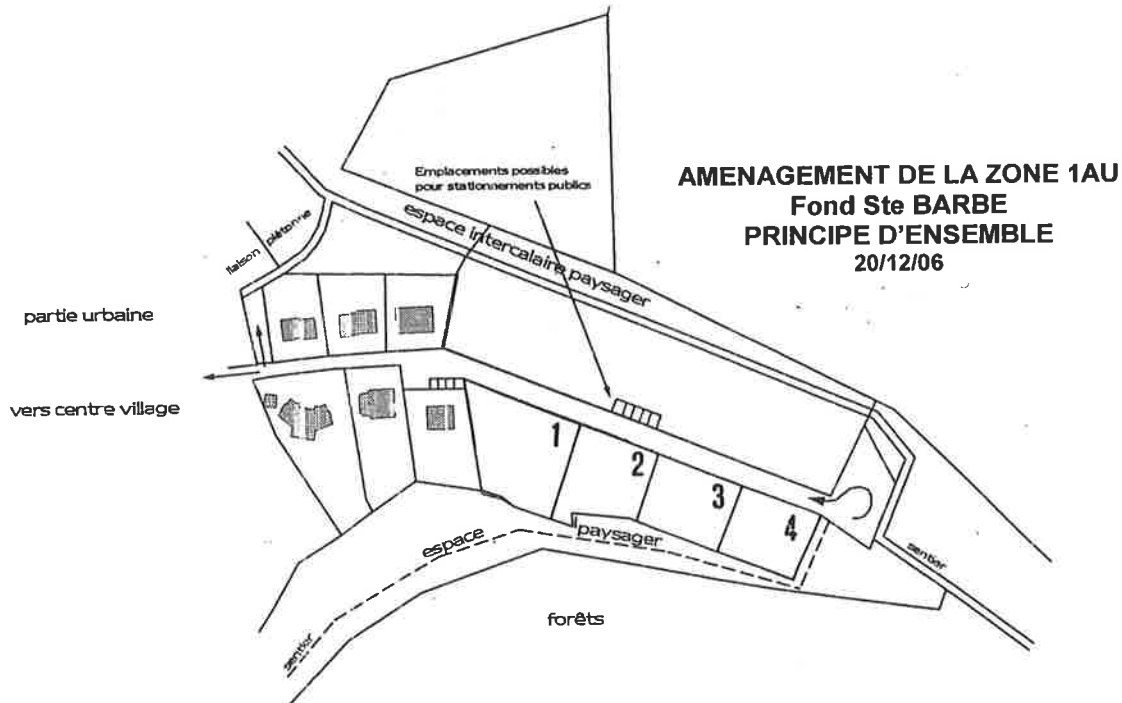 Emplacements possibles
pour stationnements publics
AMENAGEMENT DE LA ZONE 1AU
Fond Ste BARBE
PRINCIPE D'ENSEMBLE
20/12/06
espace intercalaire paysager
liaison piétonne
partie urbaine
vers centre village
1
2
3
4
espace paysager
sentier
sentier
forêts